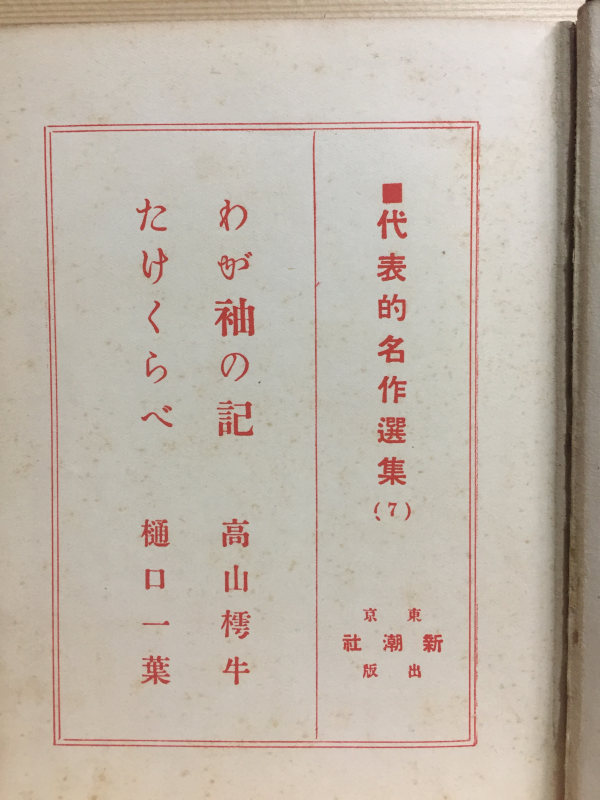 ■代表的名作選集(7)
東京
新潮社
出版
わが袖の記 高山樗牛
たけくらべ 樋口一葉